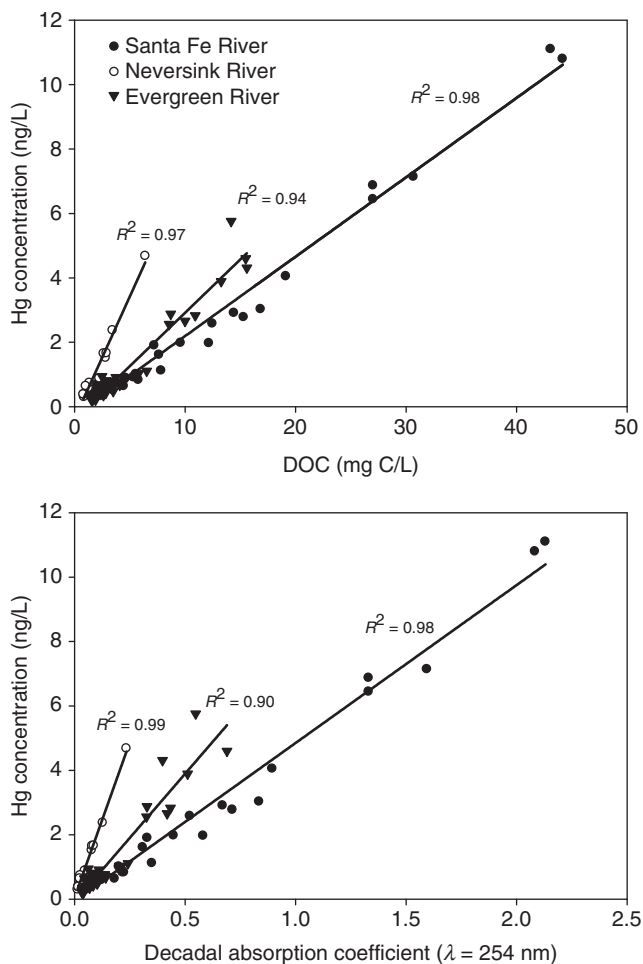 12
10
8
6
4
2
0
Hg concentration (ng/L)
Santa Fe River
Neversink River
Evergreen River
R² = 0.98
R² = 0.94
R² = 0.97
0 10 20 30 40 50
DOC (mg C/L)
12
10
8
6
4
2
0
Hg concentration (ng/L)
R² = 0.98
R² = 0.90
R² = 0.99
0.0 0.5 1.0 1.5 2.0 2.5
Decadal absorption coefficient (λ = 254 nm)